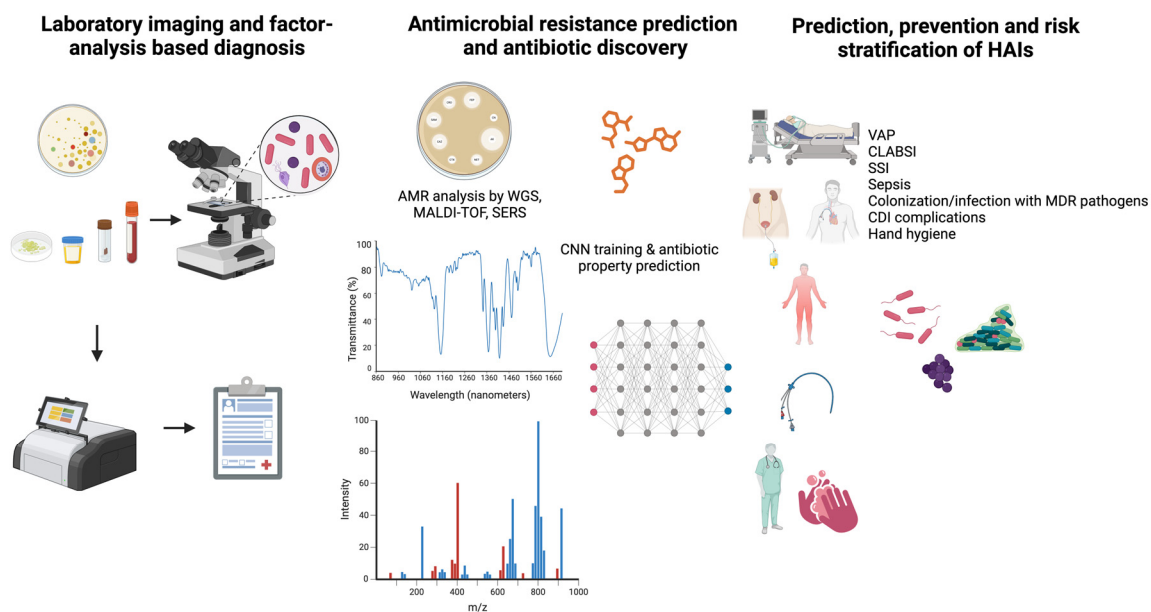 Laboratory imaging and factor-
analysis based diagnosis
Antimicrobial resistance prediction
and antibiotic discovery
Prediction, prevention and risk
stratification of HAIs
AMR analysis by WGS,
MALDI-TOF, SERS
CNN training & antibiotic
property prediction
VAP
CLABSI
SSI
Sepsis
Colonization/infection with MDR pathogens
CDI complications
Hand hygiene
Transmittance (%)
100
80
60
40
20
0
860 960 1060 1160 1260 1360 1460 1560 1660
Wavelength (nanometers)
Intensity
100
80
60
40
20
0
200 400 600 800 1000
m/z